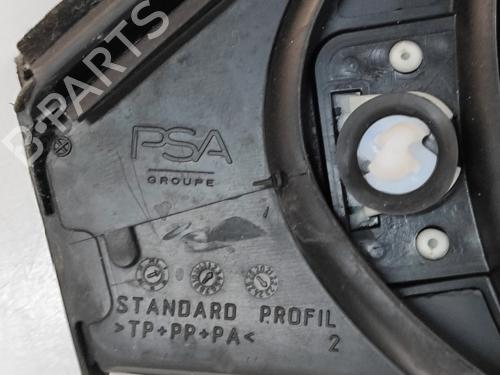 B-PARTS
PSA
GROUPE
STANDARD PROFIL
>TP+PP+PA<
2